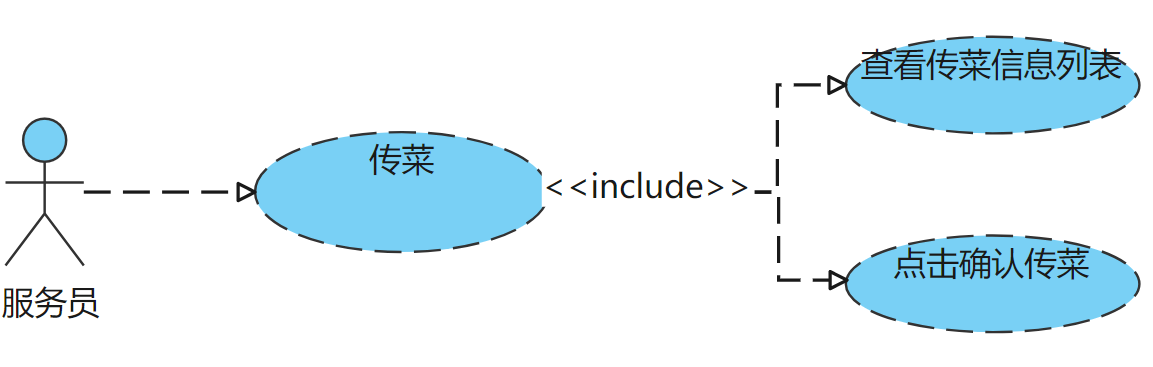 查看传菜信息列表
传菜
<<include>>
点击确认传菜
服务员